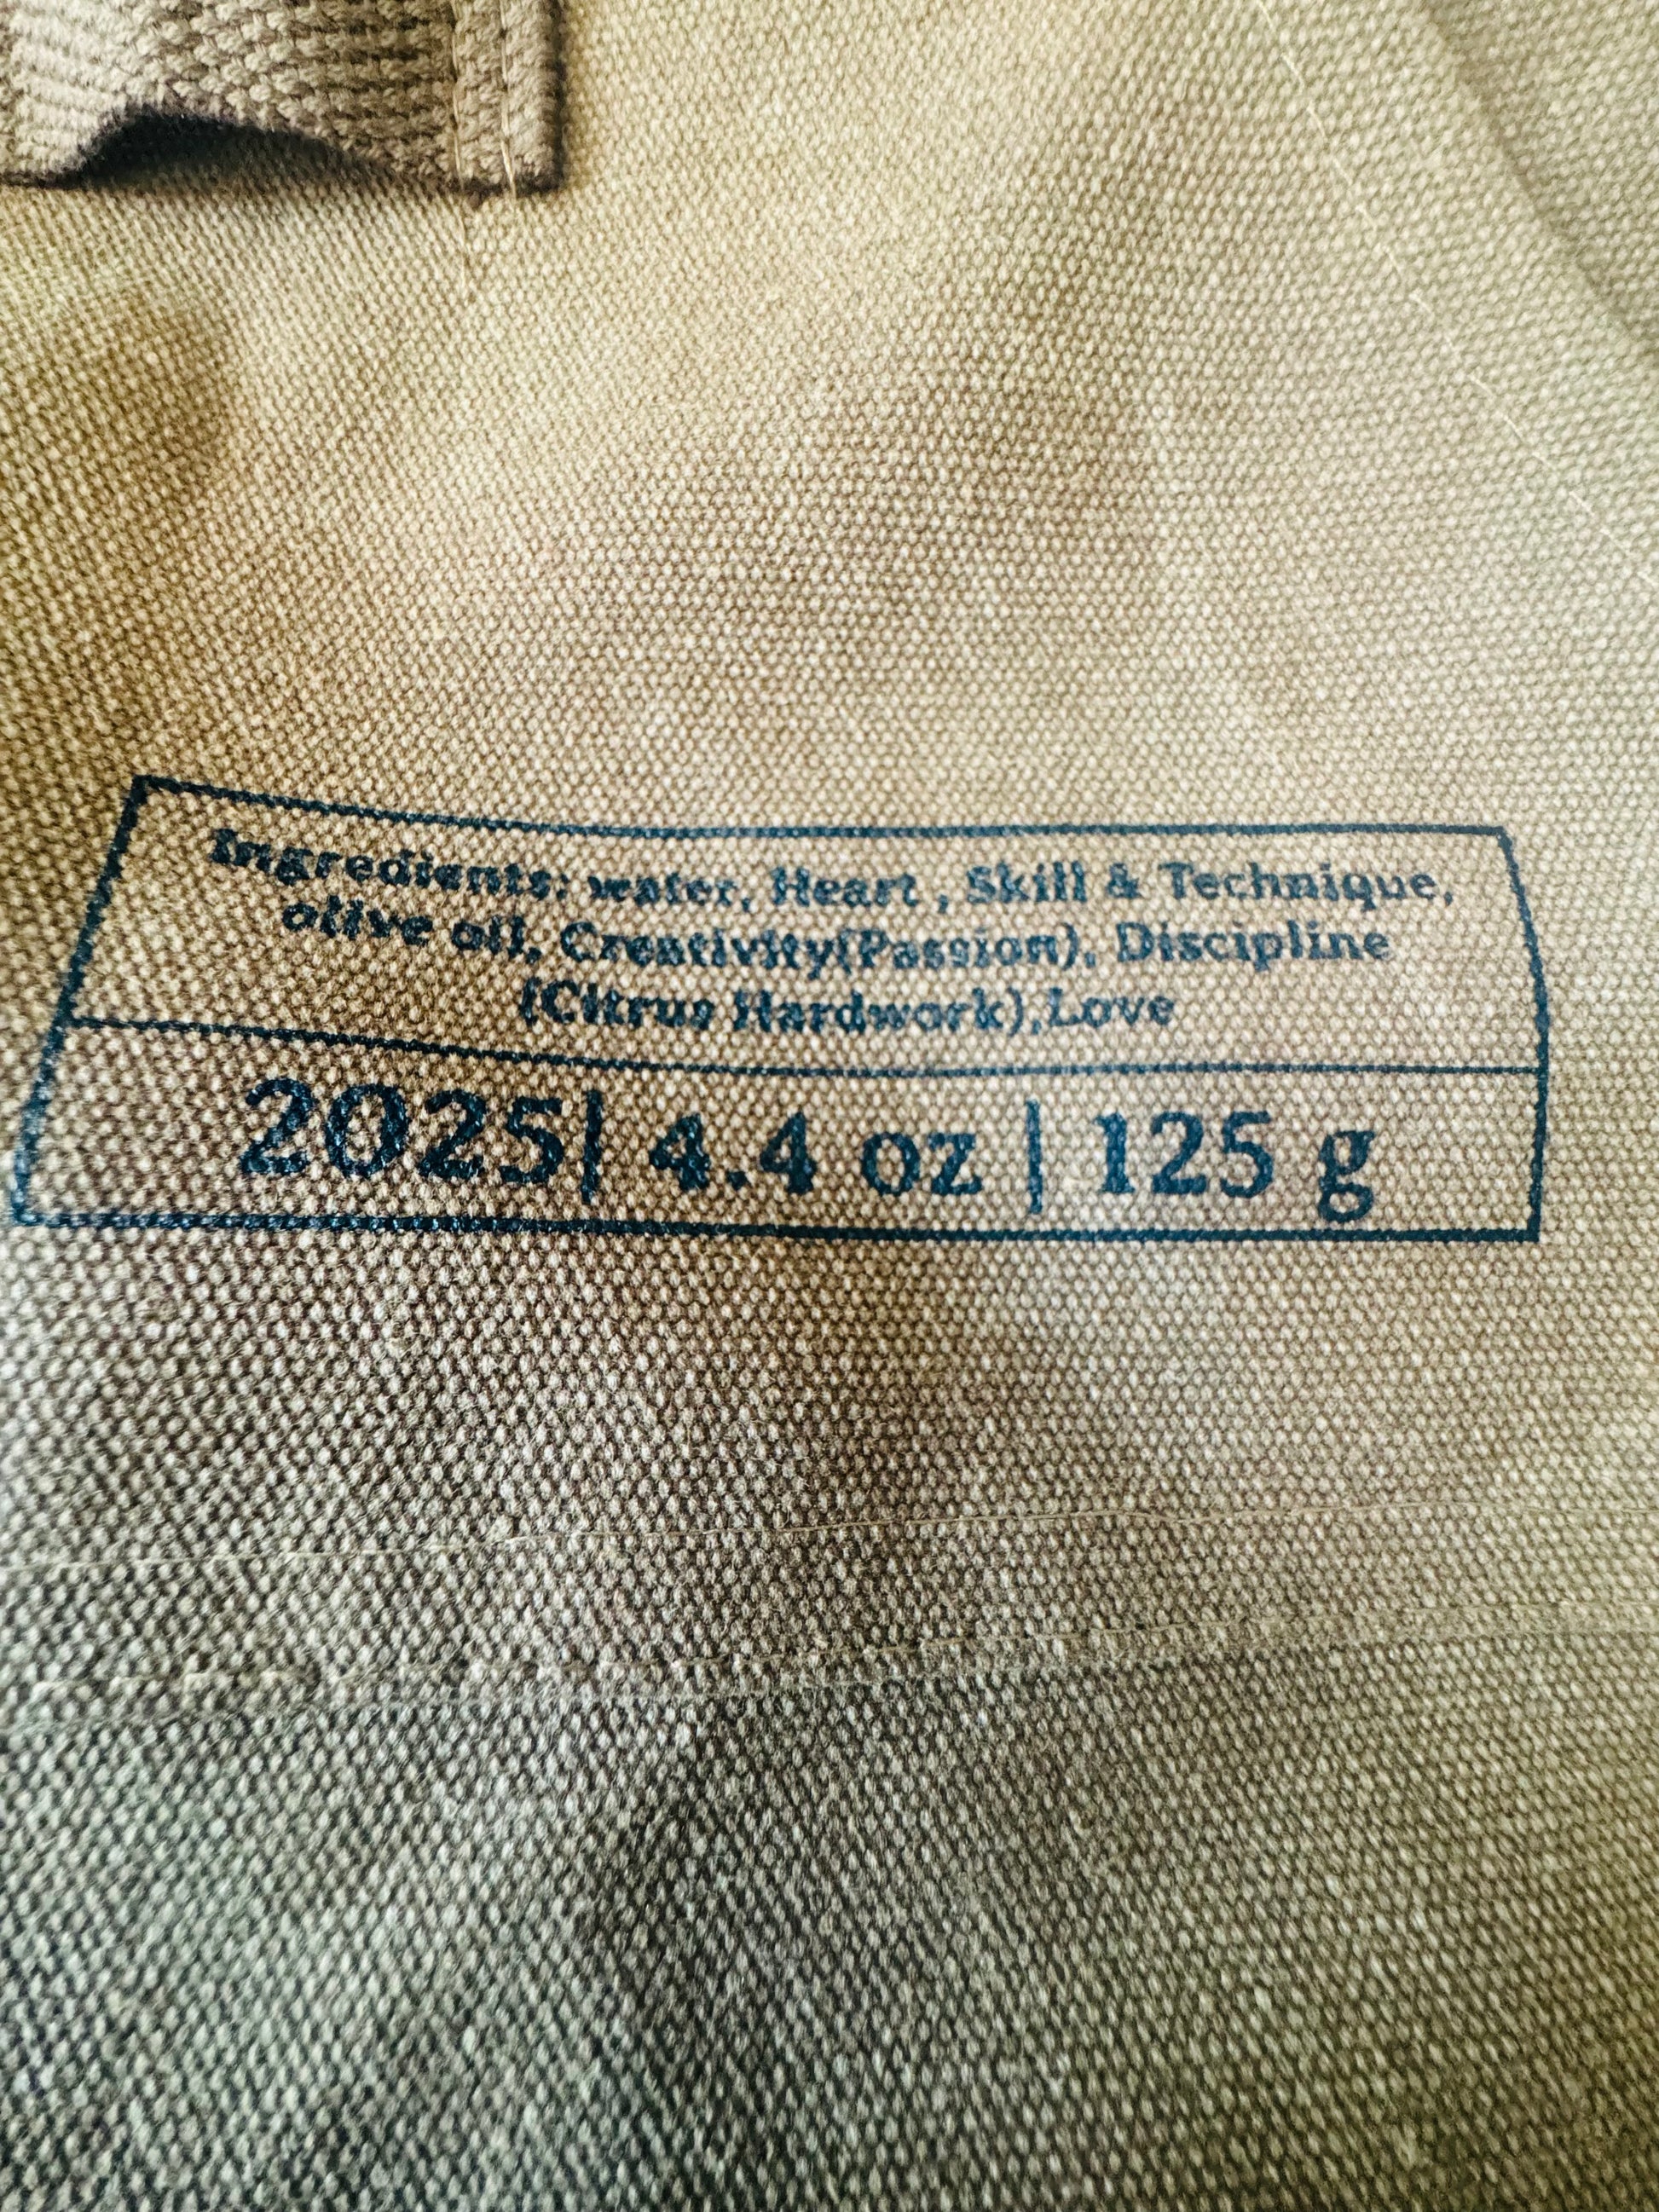 Ingredients: water, Heart , Skill & Technique,
olive oil, Creativity(Passion), Discipline
(Citrus Hardwork),Love
2025| 4.4 oz | 125 g